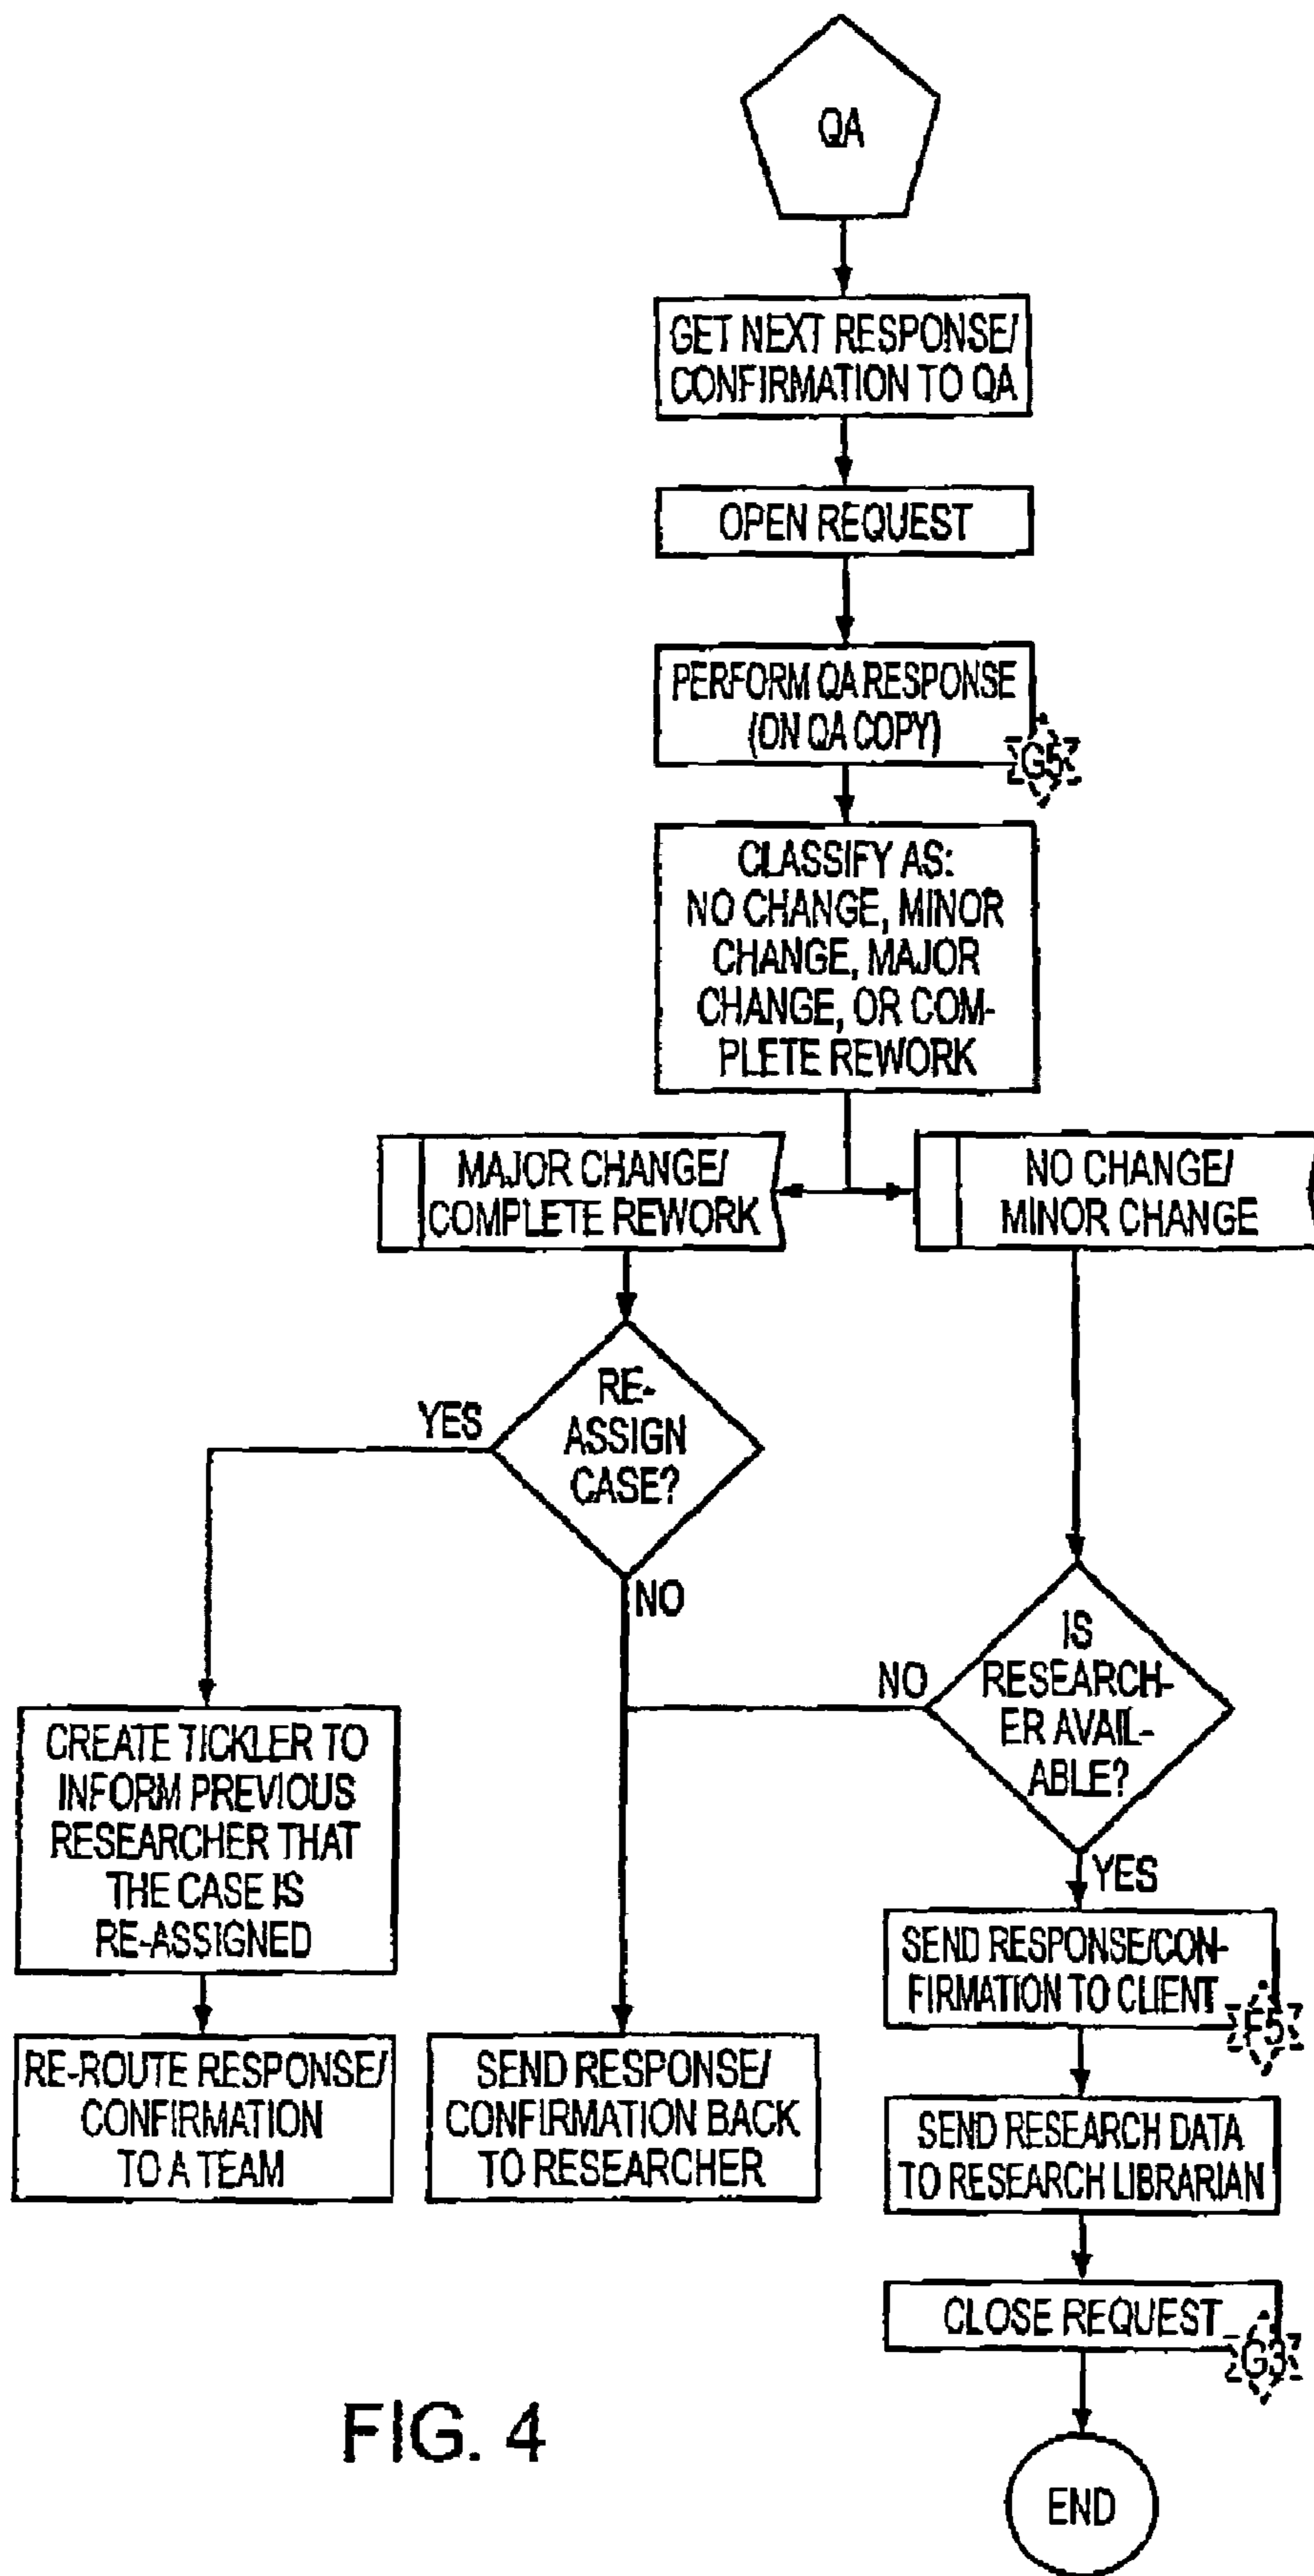 QA
GET NEXT RESPONSE/
CONFIRMATION TO QA
OPEN REQUEST
PERFORM QA RESPONSE
(ON QA COPY)
G5
CLASSIFY AS:
NO CHANGE, MINOR
CHANGE, MAJOR
CHANGE, OR COM-
PLETE REWORK
MAJOR CHANGE/
COMPLETE REWORK
NO CHANGE/
MINOR CHANGE
RE-
ASSIGN
CASE?
YES
NO
IS
RESEARCH-
ER AVAIL-
ABLE?
NO
YES
CREATE TICKLER TO
INFORM PREVIOUS
RESEARCHER THAT
THE CASE IS
RE-ASSIGNED
RE-ROUTE RESPONSE/
CONFIRMATION
TO A TEAM
SEND RESPONSE/
CONFIRMATION BACK
TO RESEARCHER
SEND RESPONSE/CON-
FIRMATION TO CLIENT
F5
SEND RESEARCH DATA
TO RESEARCH LIBRARIAN
CLOSE REQUEST
G3
END
FIG. 4